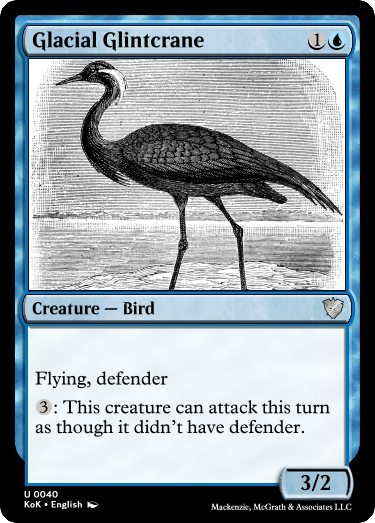 Glacial Glintcrane 1
Creature — Bird
Flying, defender
3: This creature can attack this turn
as though it didn't have defender.
3/2
U 0040
KoK • English
Mackenzie, McGrath & Associates LLC